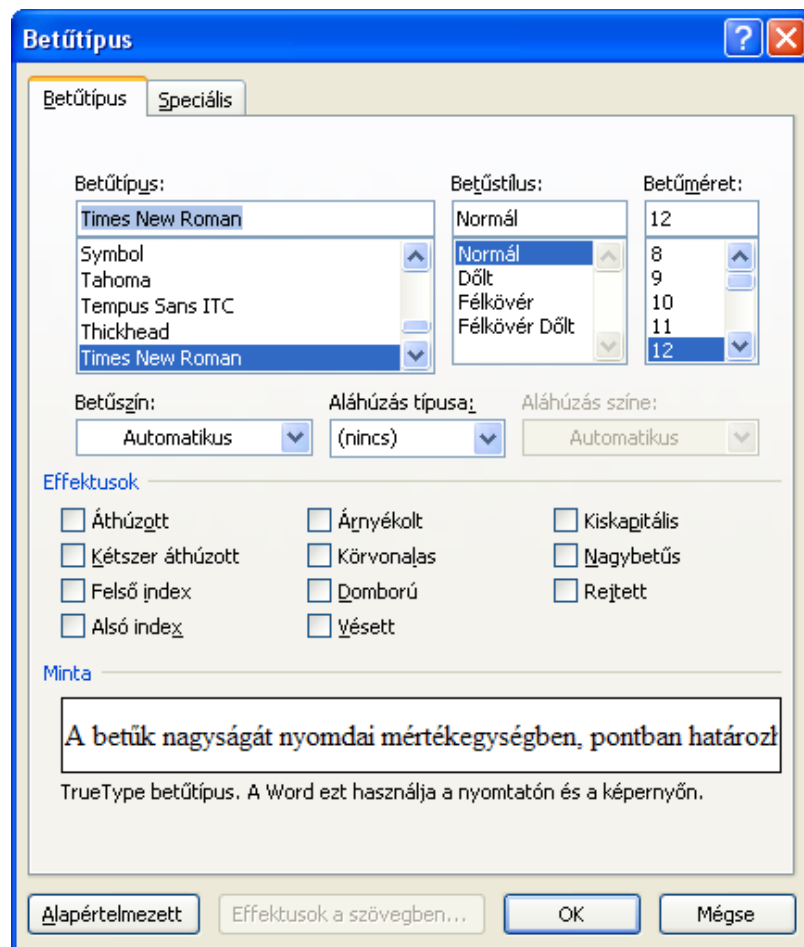 Betűtípus
Betűtípus Speciális
Betűtípus: Betűstílus: Betűméret:
Times New Roman Normál 12
Symbol Normál 8
Tahoma Dőlt 9
Tempus Sans ITC Félkövér 10
Thickhead Félkövér Dőlt 11
Times New Roman 12
Betűszín: Aláhúzás típusa: Aláhúzás színe:
Automatikus (nincs) Automatikus
Effektusok
Áthúzott Árnyékolt Kiskapitális
Kétszer áthúzott Körvonalas Nagybetűs
Felső index Domború Rejtett
Alsó index Vésett
Minta
A betűk nagyságát nyomdai mértékegységben, pontban határozh
TrueType betűtípus. A Word ezt használja a nyomtatón és a képernyőn.
Alapértelmezett Effektusok a szövegben... OK Mégse